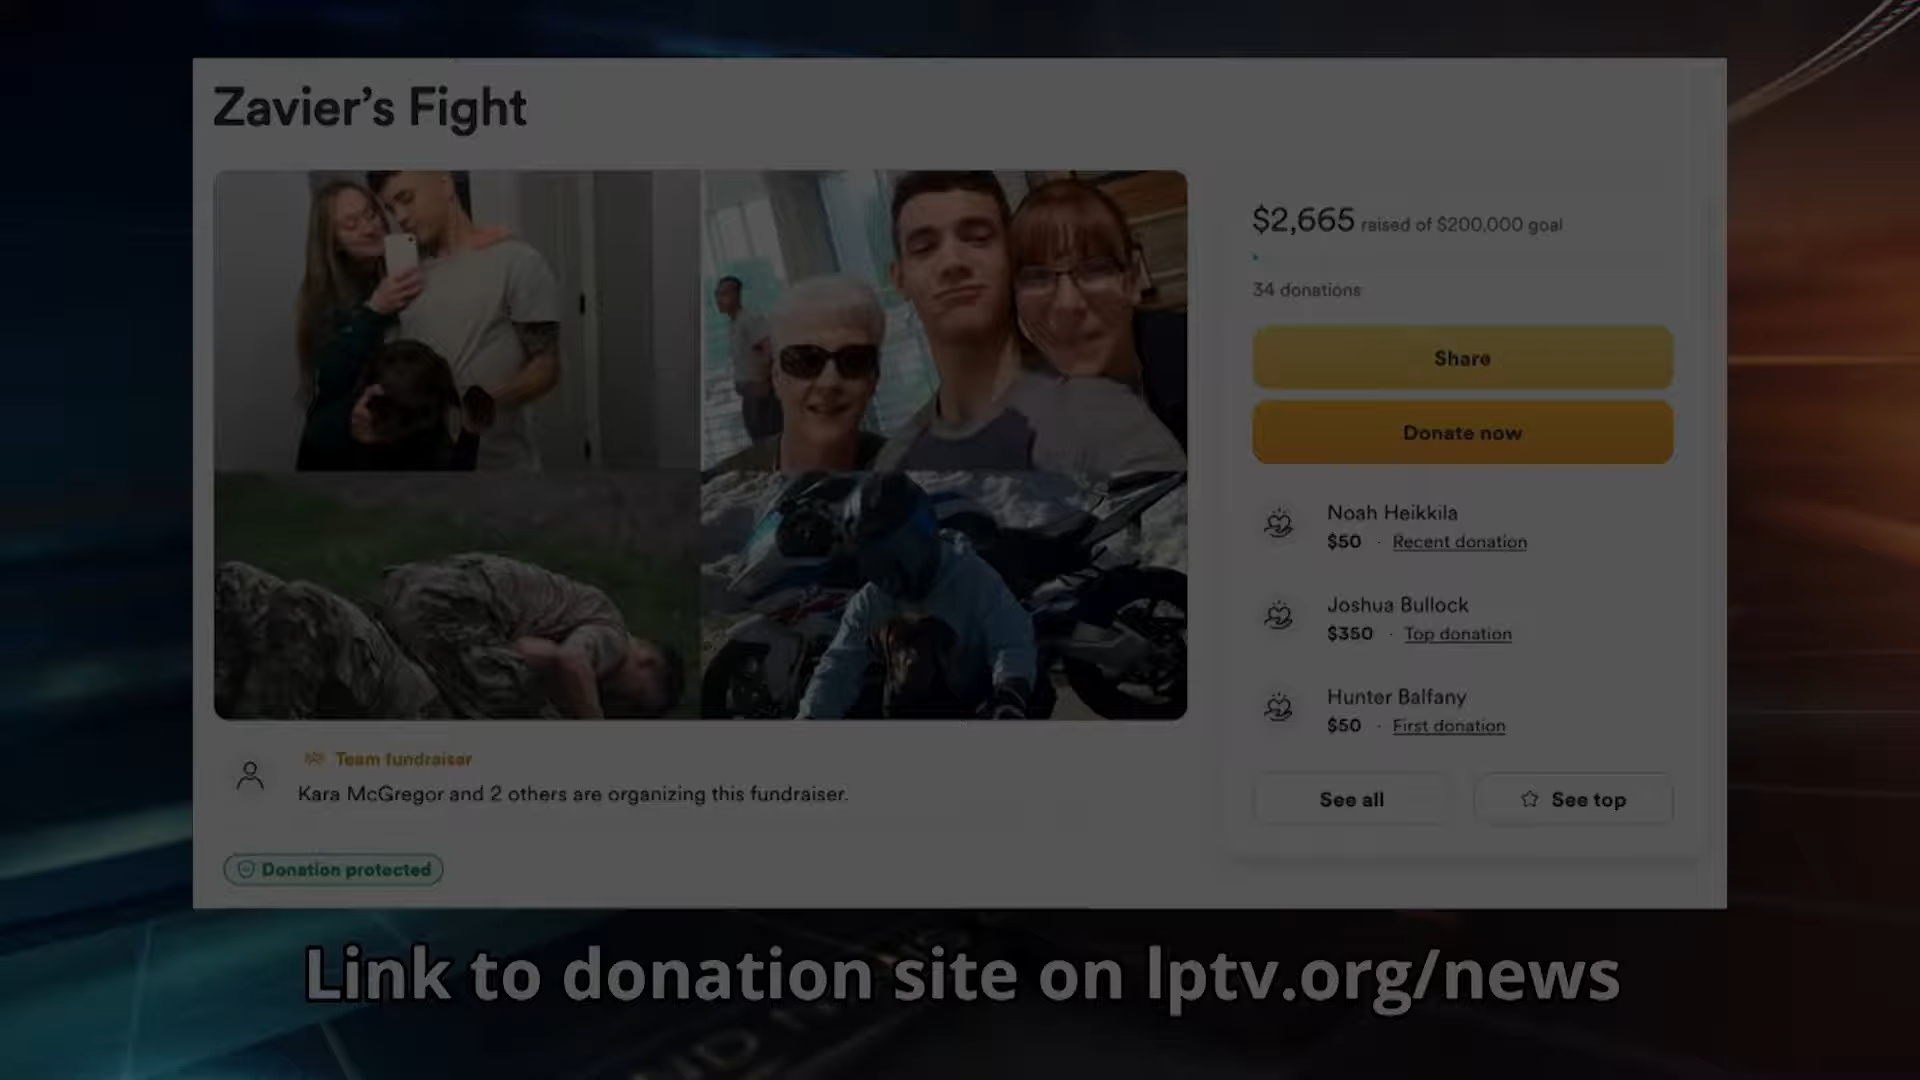 Zavier's Fight
$2,665 raised of $200,000 goal
34 donations
Share
Donate now
Noah Heikkila
$50 · Recent donation
Joshua Bullock
$350 · Top donation
Hunter Balfany
$50 · First donation
See all
See top
Team fundraiser
Kara McGregor and 2 others are organizing this fundraiser.
Donation protected
Link to donation site on lptv.org/news